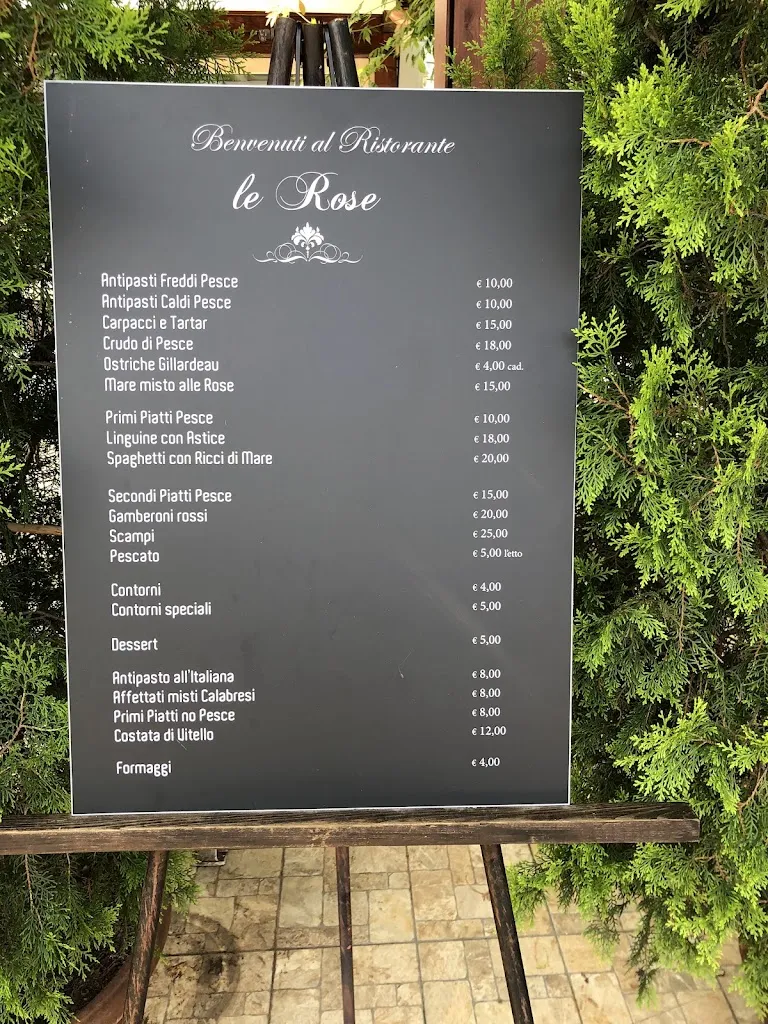 Benvenuti al Ristorante
le Rose
Antipasti Freddi Pesce € 10,00
Antipasti Caldi Pesce € 10,00
Carpacci e Tartar € 15,00
Crudo di Pesce € 18,00
Ostriche Gillardeau € 4,00 cad.
Mare misto alle Rose € 15,00
Primi Piatti Pesce € 10,00
Linguine con Astice € 18,00
Spaghetti con Ricci di Mare € 20,00
Secondi Piatti Pesce € 15,00
Gamberoni rossi € 20,00
Scampi € 25,00
Pescato € 5,00 l'etto
Contorni € 4,00
Contorni speciali € 5,00
Dessert € 5,00
Antipasto all'Italiana € 8,00
Affettati misti Calabresi € 8,00
Primi Piatti no Pesce € 8,00
Costata di Vitello € 12,00
Formaggi € 4,00